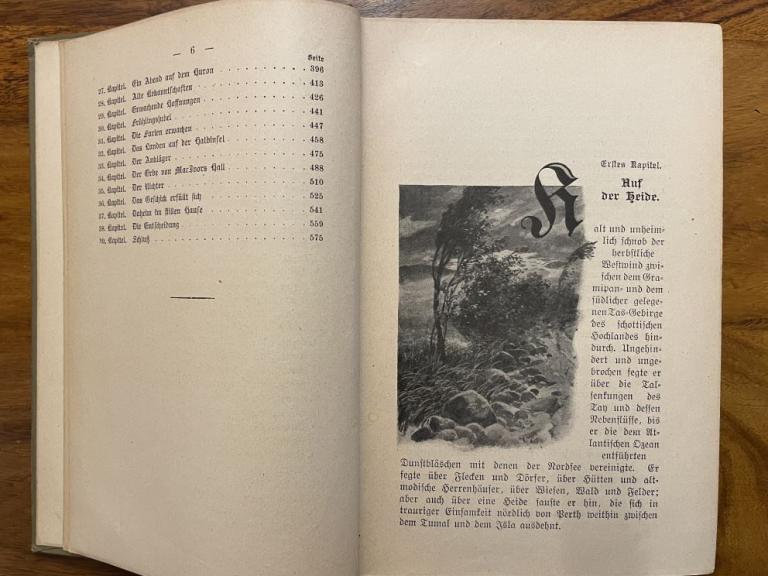 — 6 —
Seite
27. Kapitel. Ein Abend auf dem Huron . . . . . . . . . . 396
28. Kapitel. Alte Bekanntschaften . . . . . . . . . . 413
29. Kapitel. Erwachende Hoffnungen . . . . . . . . . . 426
30. Kapitel. Frühlingsjubel . . . . . . . . . . 441
31. Kapitel. Die Furien erwachen . . . . . . . . . . 447
32. Kapitel. Das Landen auf der Halbinsel . . . . . . . . . . 458
33. Kapitel. Der Ankläger . . . . . . . . . . 475
34. Kapitel. Der Erbe von MacIvors Hall . . . . . . . . . . 488
35. Kapitel. Der Richter . . . . . . . . . . 510
36. Kapitel. Das Geschick erfüllt sich . . . . . . . . . . 525
37. Kapitel. Daheim im stillen Hause . . . . . . . . . . 541
38. Kapitel. Die Entscheidung . . . . . . . . . . 559
39. Kapitel. Schluß . . . . . . . . . . 575
Erstes Kapitel.
Auf
der Heide.
Kalt und unheim-
lich schnob der
herbstliche
Westwind zwi-
schen dem Gra-
mipan- und dem
südlicher gelege-
nen Tas-Gebirge
des schottischen
Hochlandes hin-
durch. Ungehin-
dert und unge-
brochen fegte er
über die Tal-
senkungen des
Tay und dessen
Nebenflüsse, bis
er die dem At-
lantischen Ozean
entführten
Dunstbläschen mit denen der Nordsee vereinigte. Er
fegte über Flecken und Dörfer, über Hütten und alt-
modische Herrenhäuser, über Wiesen, Wald und Felder;
aber auch über eine Heide sauste er hin, die sich in
trauriger Einsamkeit nördlich von Perth weithin zwischen
dem Tumal und dem Isla ausdehnt.